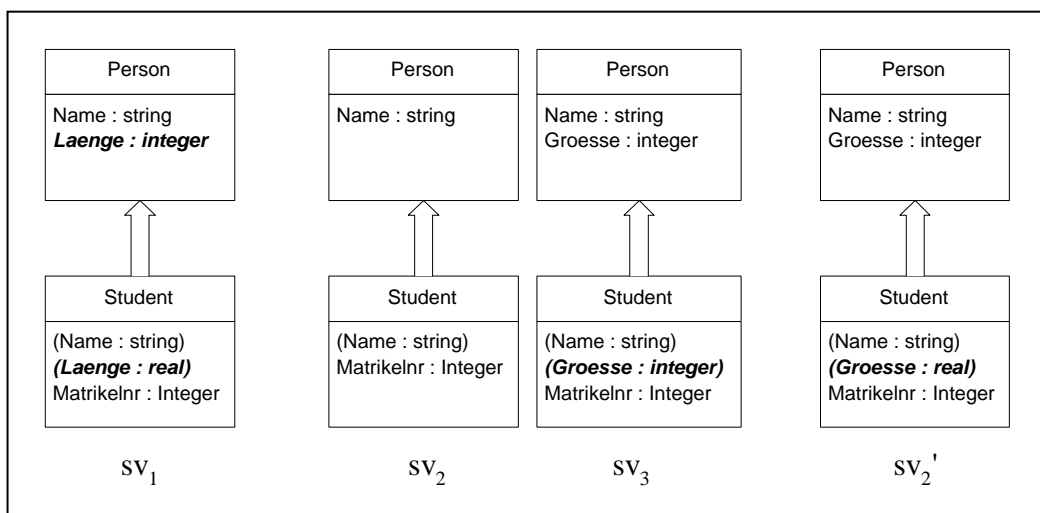 Person
Name : string
Laenge : integer
Student
(Name : string)
(Laenge : real)
Matrikelnr : Integer
sv1
Person
Name : string
Student
(Name : string)
Matrikelnr : Integer
sv2
Person
Name : string
Groesse : integer
Student
(Name : string)
(Groesse : integer)
Matrikelnr : Integer
sv3
Person
Name : string
Groesse : integer
Student
(Name : string)
(Groesse : real)
Matrikelnr : Integer
sv2'